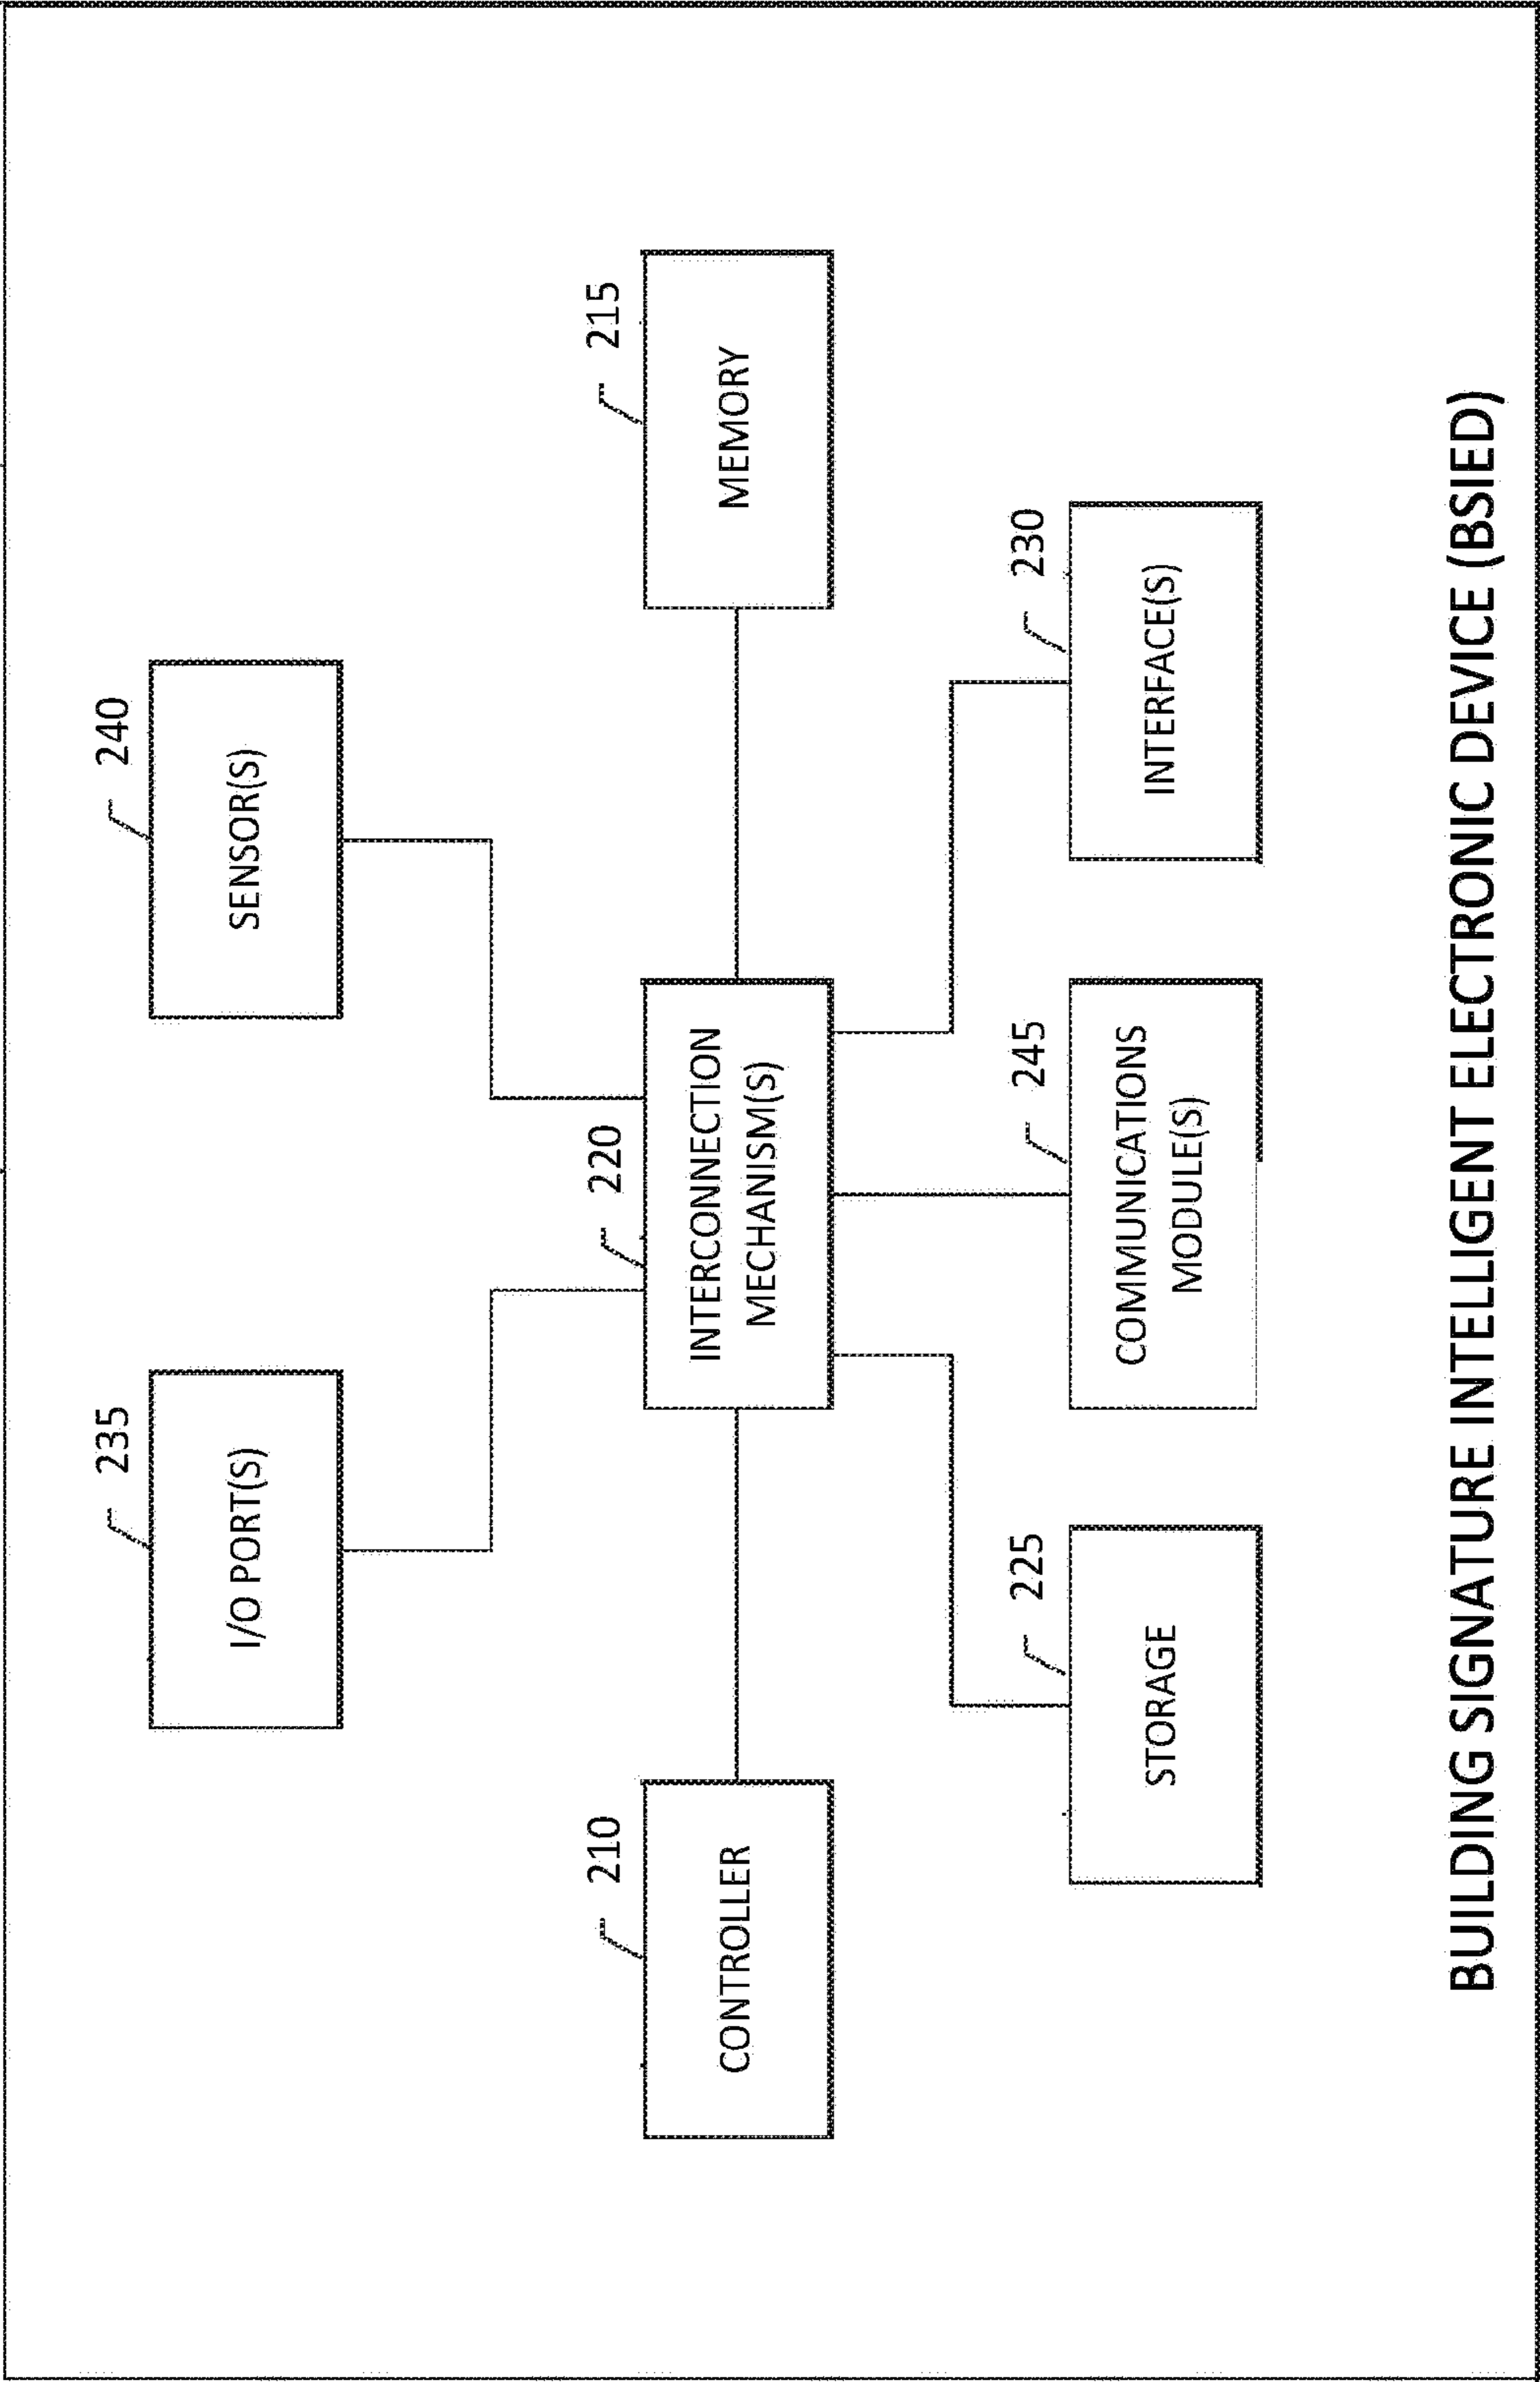 235
I/O PORT(S)
240
SENSOR(S)
210
CONTROLLER
220
INTERCONNECTION
MECHANISM(S)
215
MEMORY
225
STORAGE
245
COMMUNICATIONS
MODULE(S)
230
INTERFACE(S)
BUILDING SIGNATURE INTELLIGENT ELECTRONIC DEVICE (BSIED)